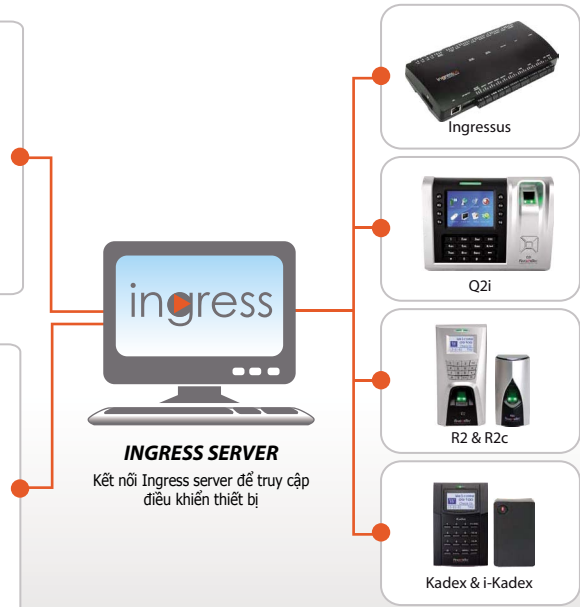 Ingressus
Q2i
ingress
R2 & R2c
INGRESS SERVER
Kết nối Ingress server để truy cập
điều khiển thiết bị
Kadex & i-Kadex